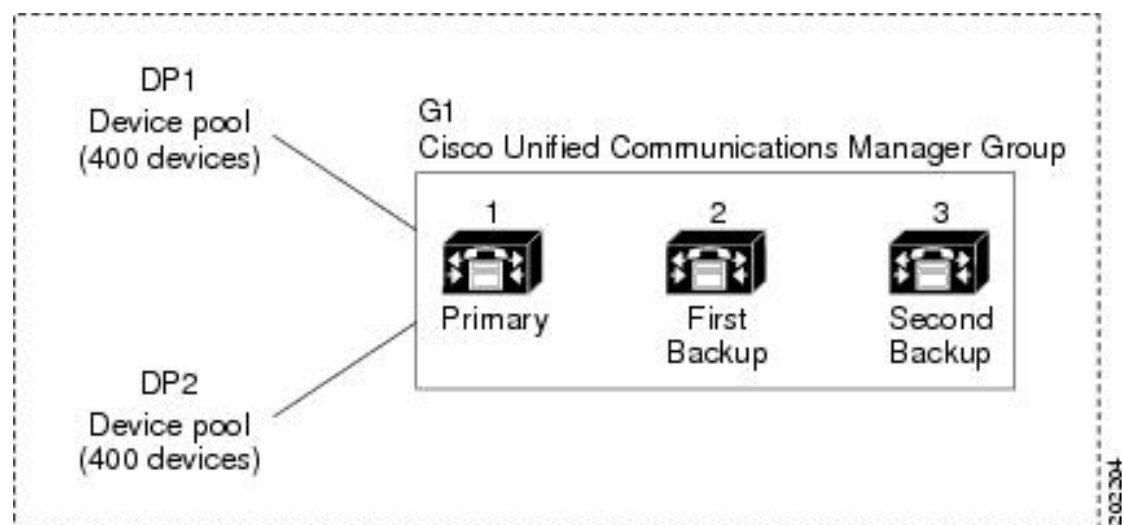 DP1
Device pool
(400 devices)
G1
Cisco Unified Communications Manager Group
1
2
3
Primary
First
Backup
Second
Backup
DP2
Device pool
(400 devices)
202204